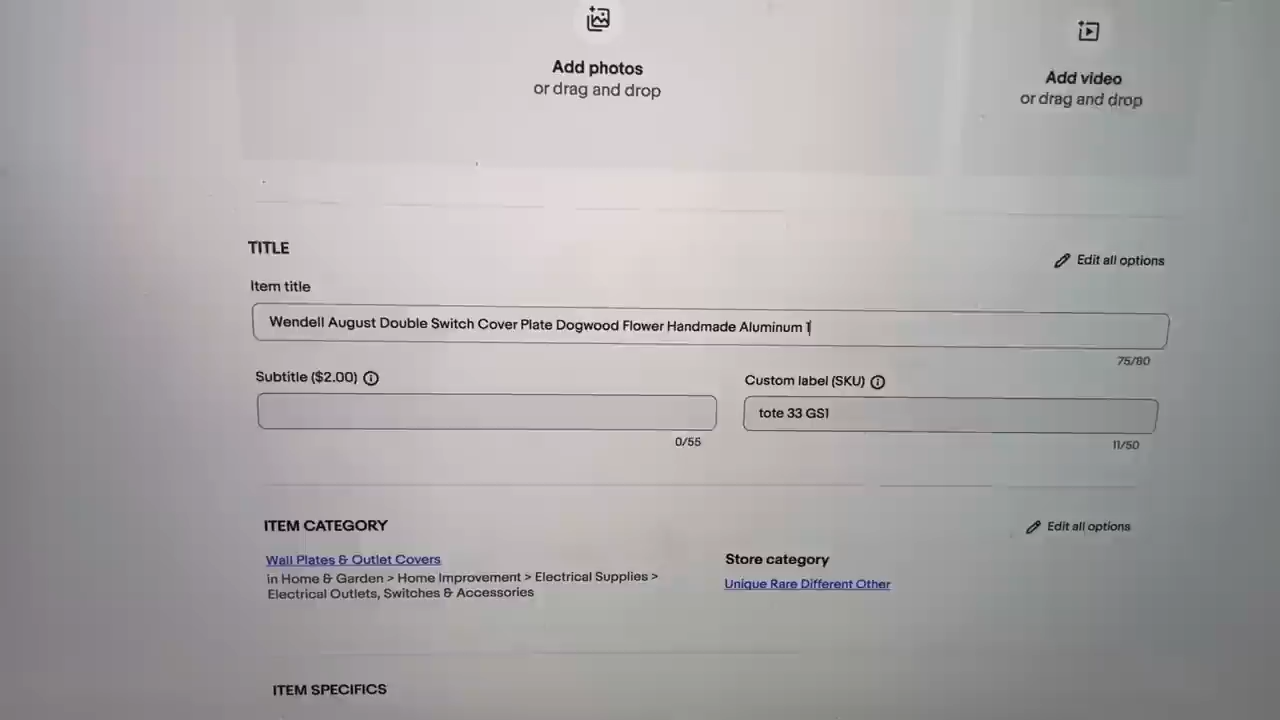 Add photos
or drag and drop
Add video
or drag and drop
TITLE
Edit all options
Item title
Wendell August Double Switch Cover Plate Dogwood Flower Handmade Aluminum 1
75/80
Subtitle ($2.00)
Custom label (SKU)
tote 33 GS1
0/55
11/50
ITEM CATEGORY
Edit all options
Wall Plates & Outlet Covers
in Home & Garden > Home Improvement > Electrical Supplies >
Electrical Outlets, Switches & Accessories
Store category
Unique Rare Different Other
ITEM SPECIFICS